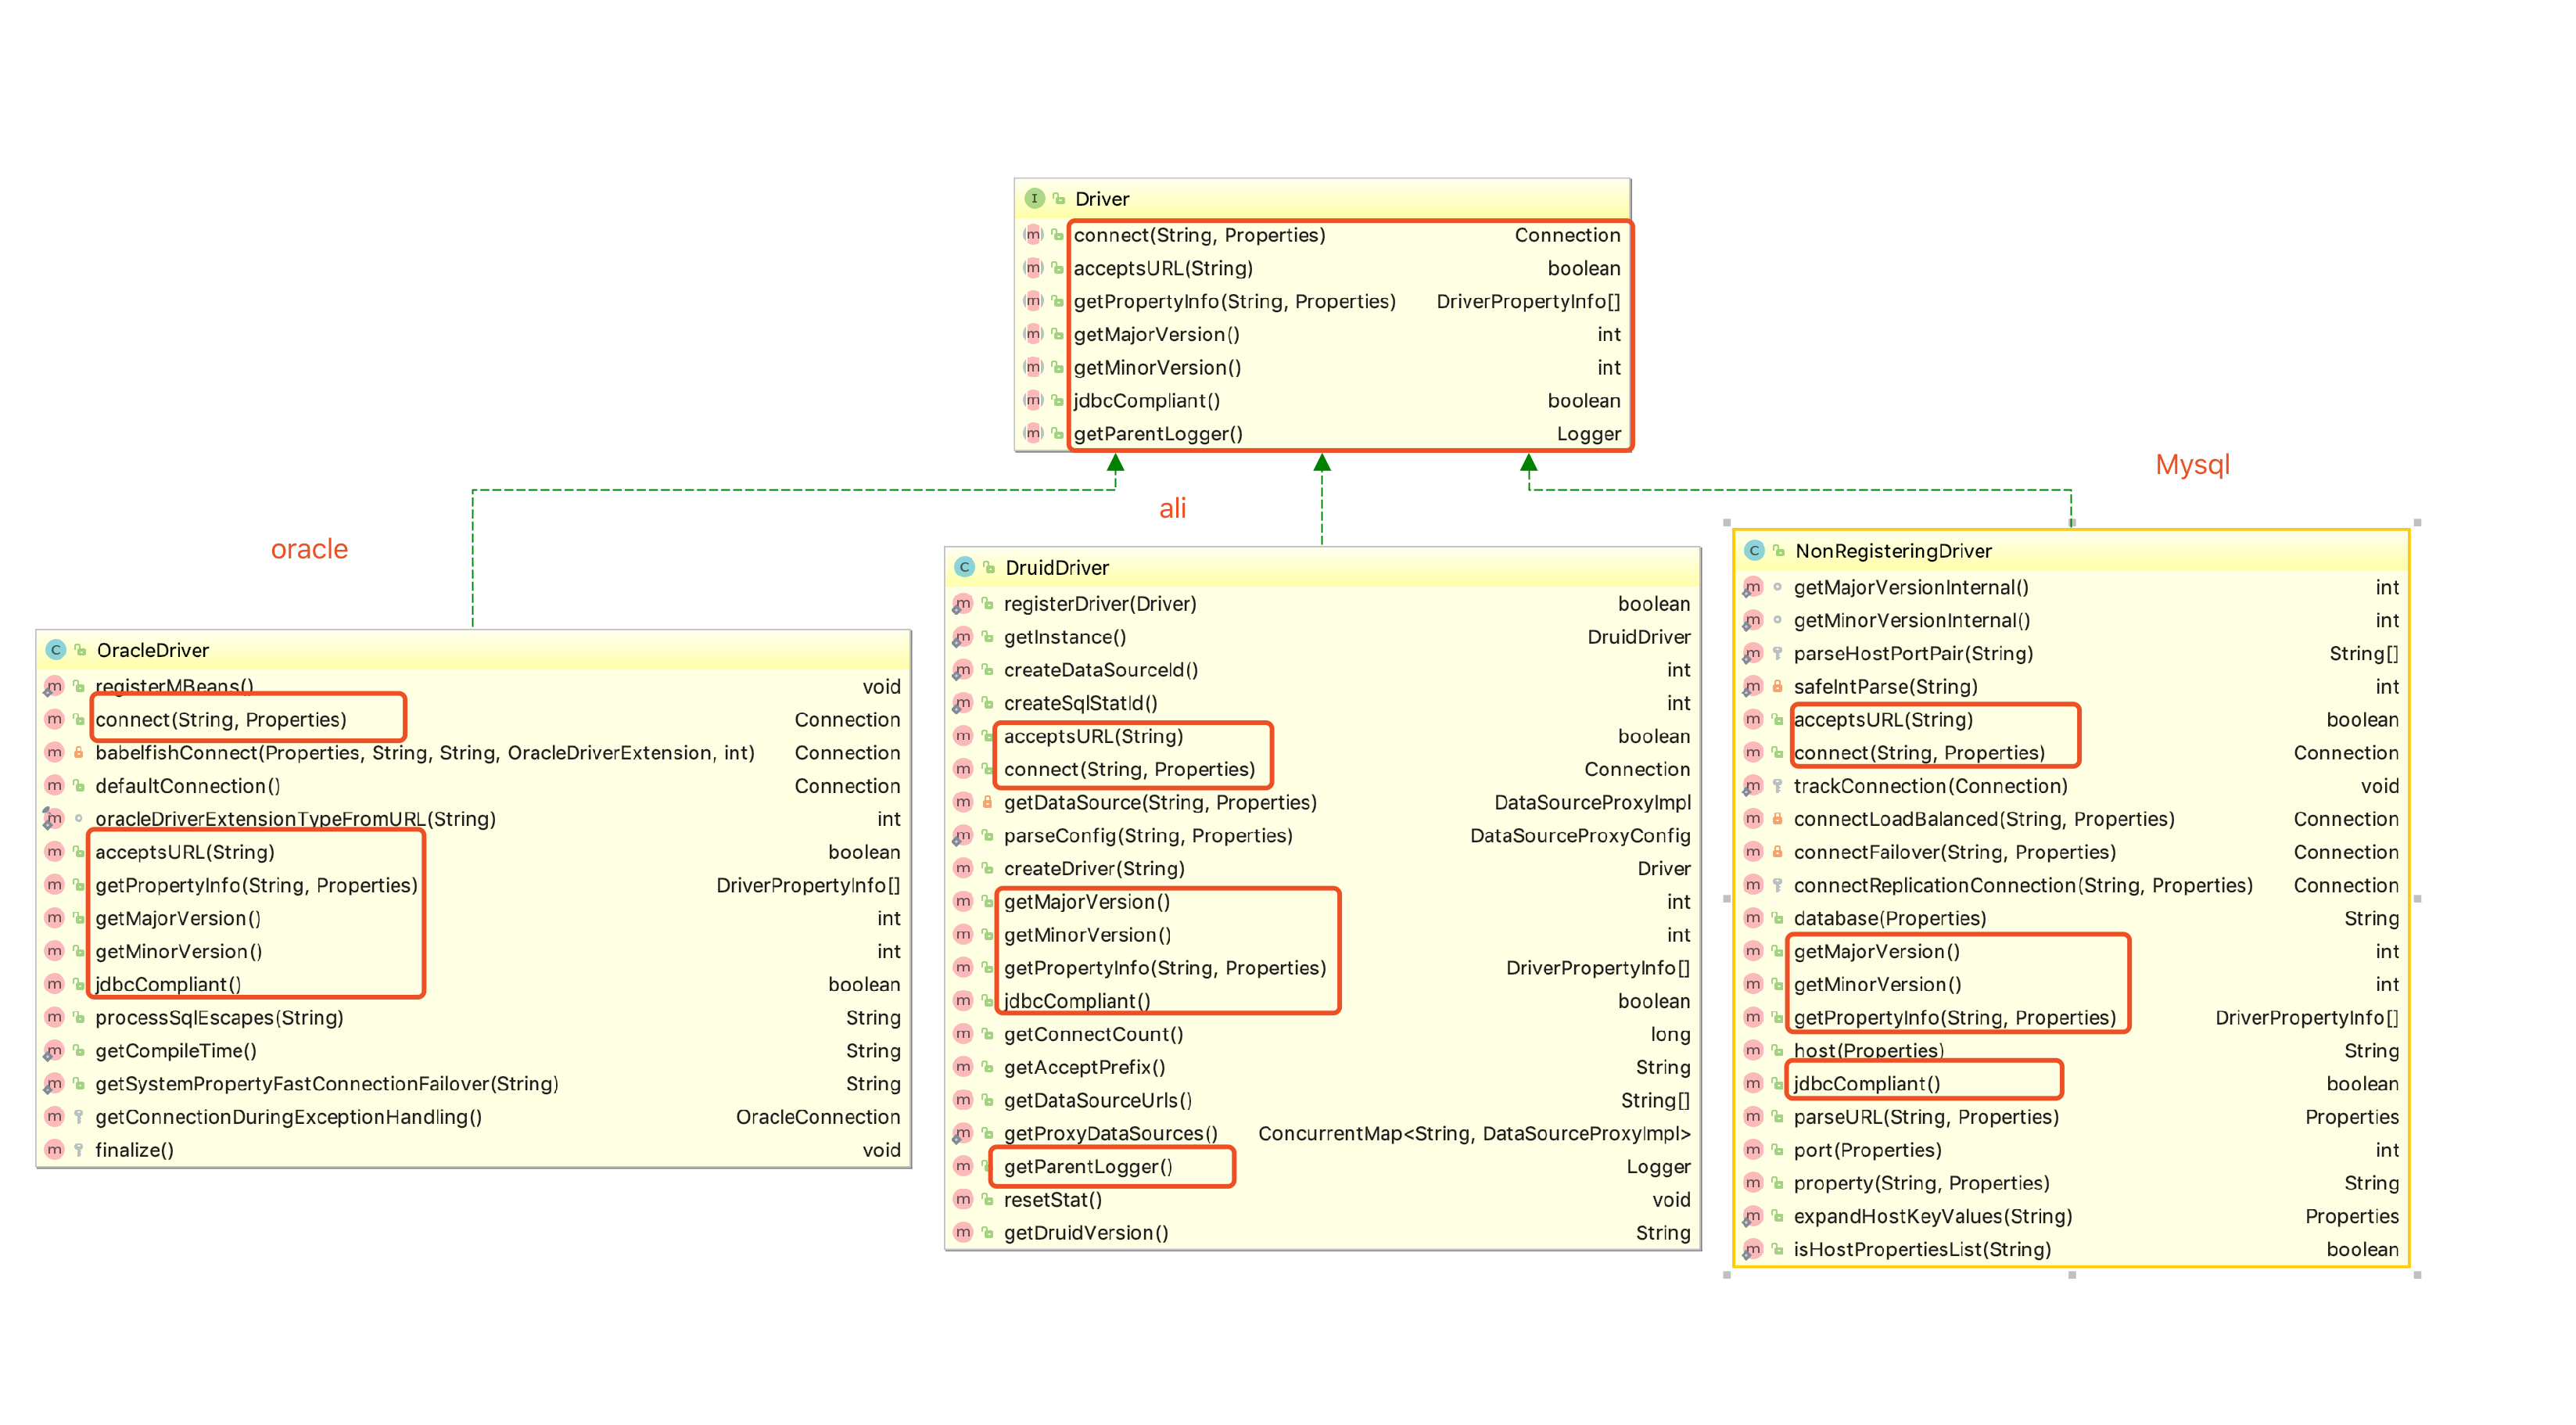 Driver
connect(String, Properties) Connection
acceptsURL(String) boolean
getPropertyInfo(String, Properties) DriverPropertyInfo[]
getMajorVersion() int
getMinorVersion() int
jdbcCompliant() boolean
getParentLogger() Logger
oracle
ali
Mysql
OracleDriver
registerMBeans() void
connect(String, Properties) Connection
babelfishConnect(Properties, String, String, OracleDriverExtension, int) Connection
defaultConnection() Connection
oracleDriverExtensionTypeFromURL(String) int
acceptsURL(String) boolean
getPropertyInfo(String, Properties) DriverPropertyInfo[]
getMajorVersion() int
getMinorVersion() int
jdbcCompliant() boolean
processSqlEscapes(String) String
getCompileTime() String
getSystemPropertyFastConnectionFailover(String) String
getConnectionDuringExceptionHandling() OracleConnection
finalize() void
DruidDriver
registerDriver(Driver) boolean
getInstance() DruidDriver
createDataSourceId() int
createSqlStatId() int
acceptsURL(String) boolean
connect(String, Properties) Connection
getDataSource(String, Properties) DataSourceProxyImpl
parseConfig(String, Properties) DataSourceProxyConfig
createDriver(String) Driver
getMajorVersion() int
getMinorVersion() int
getPropertyInfo(String, Properties) DriverPropertyInfo[]
jdbcCompliant() boolean
getConnectCount() long
getAcceptPrefix() String
getDataSourceUrls() String[]
getProxyDataSources() ConcurrentMap<String, DataSourceProxyImpl>
getParentLogger() Logger
resetStat() void
getDruidVersion() String
NonRegisteringDriver
getMajorVersionInternal() int
getMinorVersionInternal() int
parseHostPortPair(String) String[]
safeIntParse(String) int
acceptsURL(String) boolean
connect(String, Properties) Connection
trackConnection(Connection) void
connectLoadBalanced(String, Properties) Connection
connectFailover(String, Properties) Connection
connectReplicationConnection(String, Properties) Connection
database(Properties) String
getMajorVersion() int
getMinorVersion() int
getPropertyInfo(String, Properties) DriverPropertyInfo[]
host(Properties) String
jdbcCompliant() boolean
parseURL(String, Properties) Properties
port(Properties) int
property(String, Properties) String
expandHostKeyValues(String) Properties
isHostPropertiesList(String) boolean